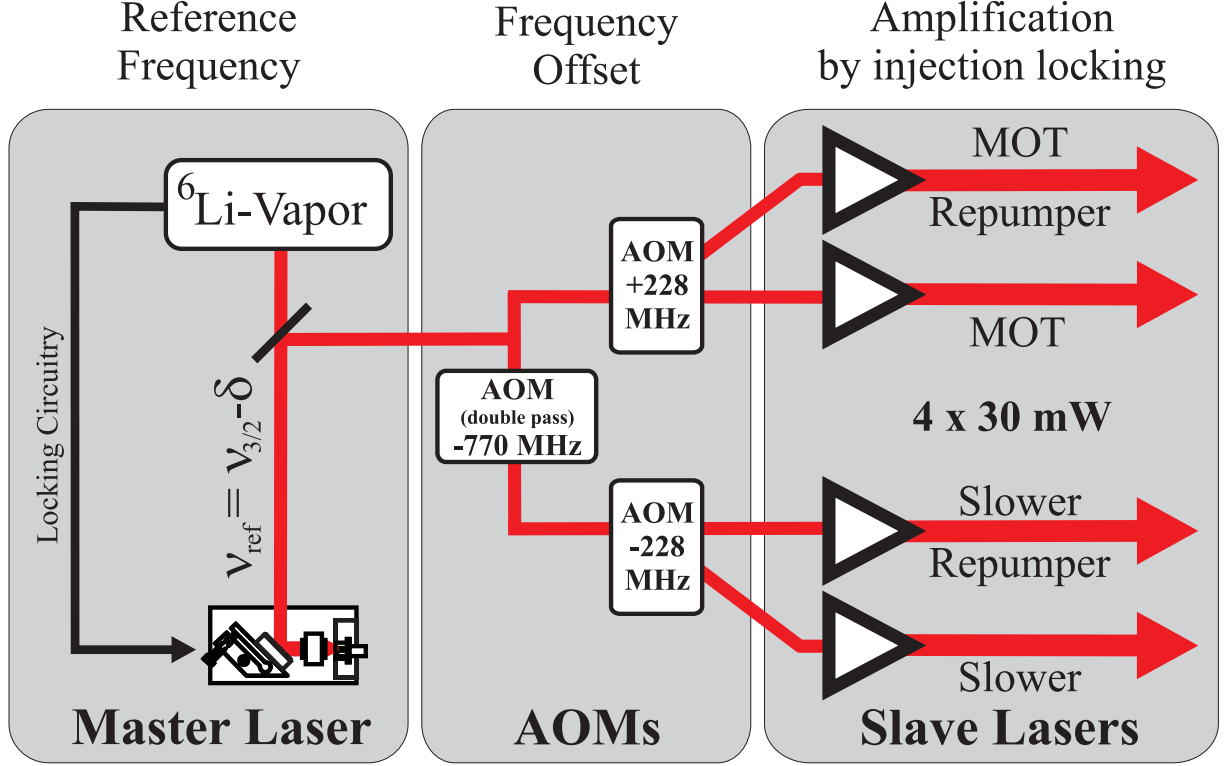 Reference
Frequency
Frequency
Offset
Amplification
by injection locking
⁶Li-Vapor
Locking Circuitry
ν_ref = ν_3/2-δ
Master Laser
AOM
+228
MHz
AOM
(double pass)
-770 MHz
AOM
-228
MHz
AOMs
MOT
Repumper
MOT
4 x 30 mW
Slower
Repumper
Slower
Slave Lasers